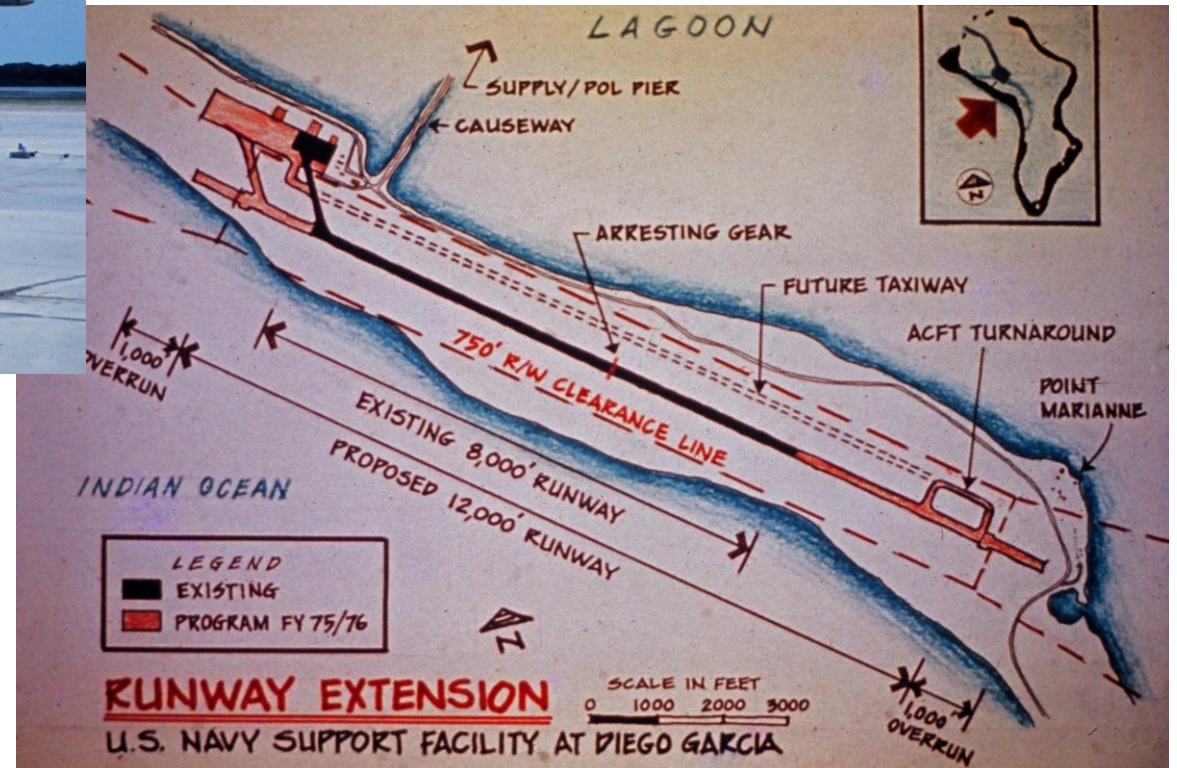 LAGOON
SUPPLY/POL PIER
CAUSEWAY
N
ARRESTING GEAR
FUTURE TAXIWAY
ACFT TURNAROUND
POINT
MARIANNE
750' R/W CLEARANCE LINE
1,000'
OVERRUN
EXISTING 8,000' RUNWAY
PROPOSED 12,000' RUNWAY
INDIAN OCEAN
LEGEND
EXISTING
PROGRAM FY 75/76
N
RUNWAY EXTENSION
U.S. NAVY SUPPORT FACILITY AT DIEGO GARCIA
SCALE IN FEET
0 1000 2000 3000
1,000'
OVERRUN